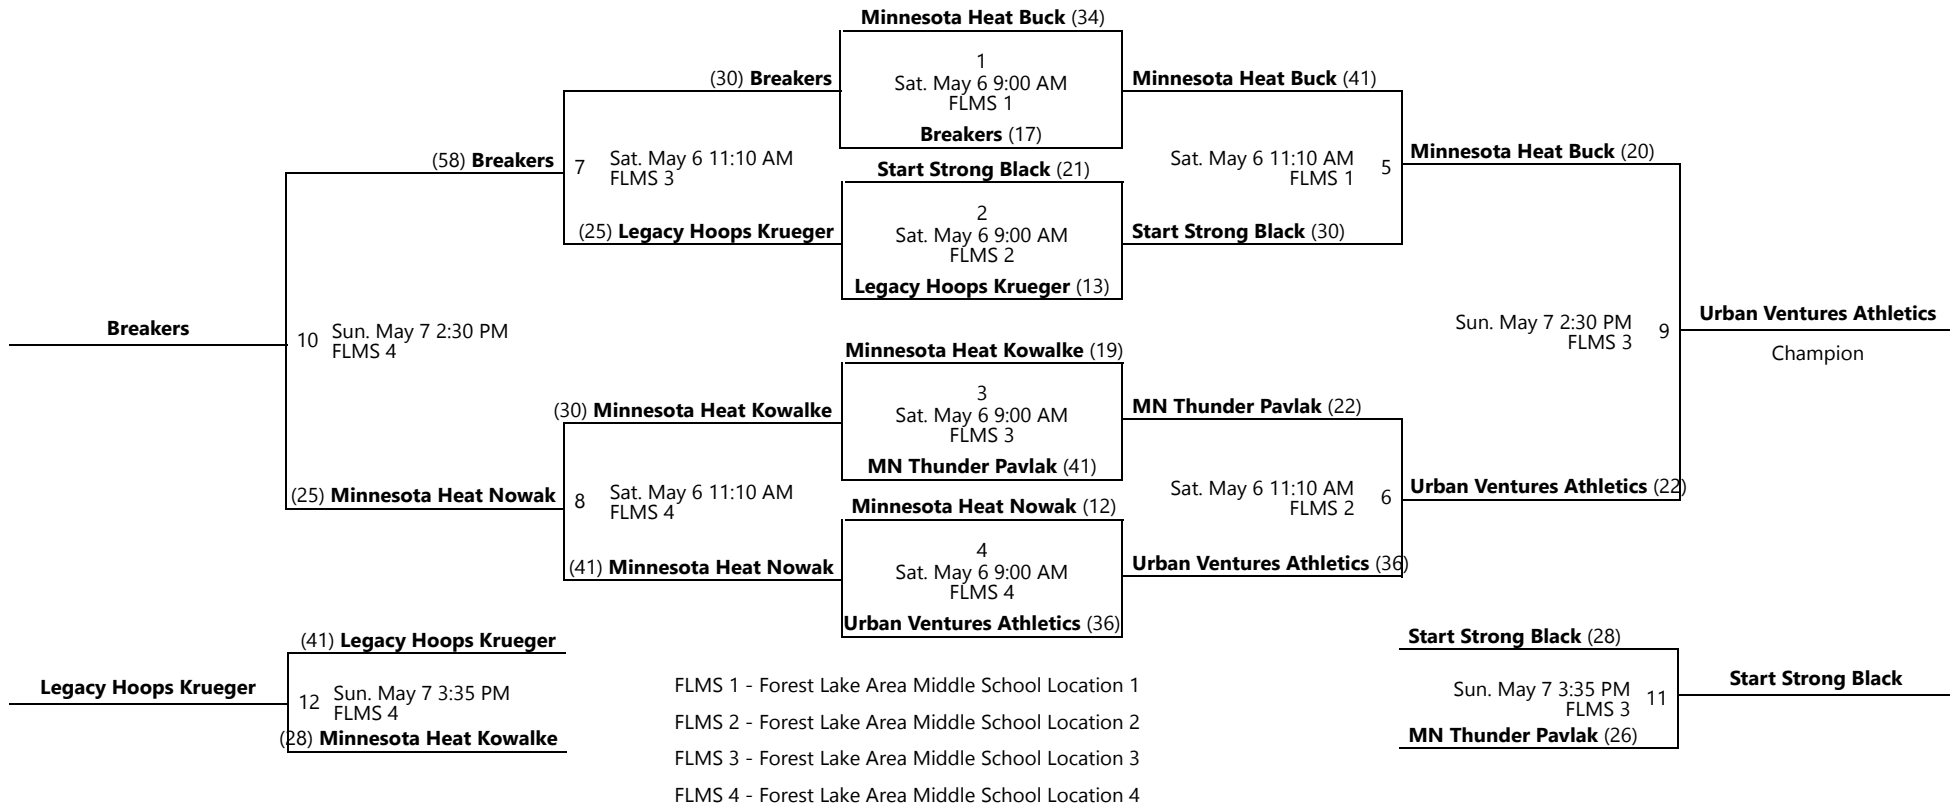 Minnesota Heat Buck (34)
1
Sat. May 6 9:00 AM
FLMS 1
Breakers (17)
(30) Breakers
Minnesota Heat Buck (41)
(58) Breakers
7
Sat. May 6 11:10 AM
FLMS 3
Start Strong Black (21)
2
Sat. May 6 9:00 AM
FLMS 2
Legacy Hoops Krueger (13)
Sat. May 6 11:10 AM
FLMS 1
5
Minnesota Heat Buck (20)
(25) Legacy Hoops Krueger
Start Strong Black (30)
Breakers
10
Sun. May 7 2:30 PM
FLMS 4
Sun. May 7 2:30 PM
FLMS 3
9
Urban Ventures Athletics
Champion
Minnesota Heat Kowalke (19)
3
Sat. May 6 9:00 AM
FLMS 3
MN Thunder Pavlak (41)
(30) Minnesota Heat Kowalke
MN Thunder Pavlak (22)
(25) Minnesota Heat Nowak
8
Sat. May 6 11:10 AM
FLMS 4
Minnesota Heat Nowak (12)
4
Sat. May 6 9:00 AM
FLMS 4
Urban Ventures Athletics (36)
Sat. May 6 11:10 AM
FLMS 2
6
Urban Ventures Athletics (22)
(41) Minnesota Heat Nowak
Urban Ventures Athletics (36)
(41) Legacy Hoops Krueger
Legacy Hoops Krueger
12
Sun. May 7 3:35 PM
FLMS 4
(28) Minnesota Heat Kowalke
Start Strong Black (28)
Sun. May 7 3:35 PM
FLMS 3
11
MN Thunder Pavlak (26)
Start Strong Black
FLMS 1 - Forest Lake Area Middle School Location 1
FLMS 2 - Forest Lake Area Middle School Location 2
FLMS 3 - Forest Lake Area Middle School Location 3
FLMS 4 - Forest Lake Area Middle School Location 4